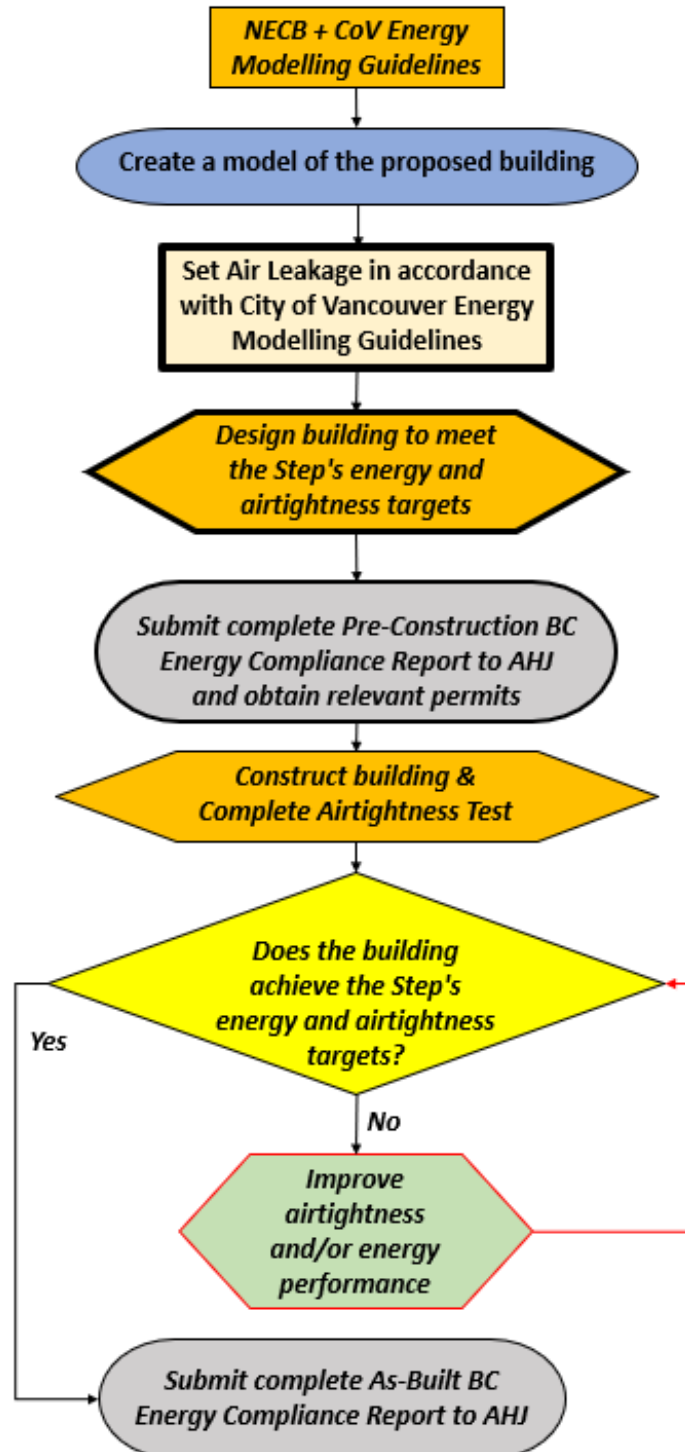 NECB + CoV Energy
Modelling Guidelines
Create a model of the proposed building
Set Air Leakage in accordance
with City of Vancouver Energy
Modelling Guidelines
Design building to meet
the Step's energy and
airtightness targets
Submit complete Pre-Construction BC
Energy Compliance Report to AHJ
and obtain relevant permits
Construct building &
Complete Airtightness Test
Does the building
achieve the Step's
energy and airtightness
targets?
Yes
No
Improve
airtightness
and/or energy
performance
Submit complete As-Built BC
Energy Compliance Report to AHJ